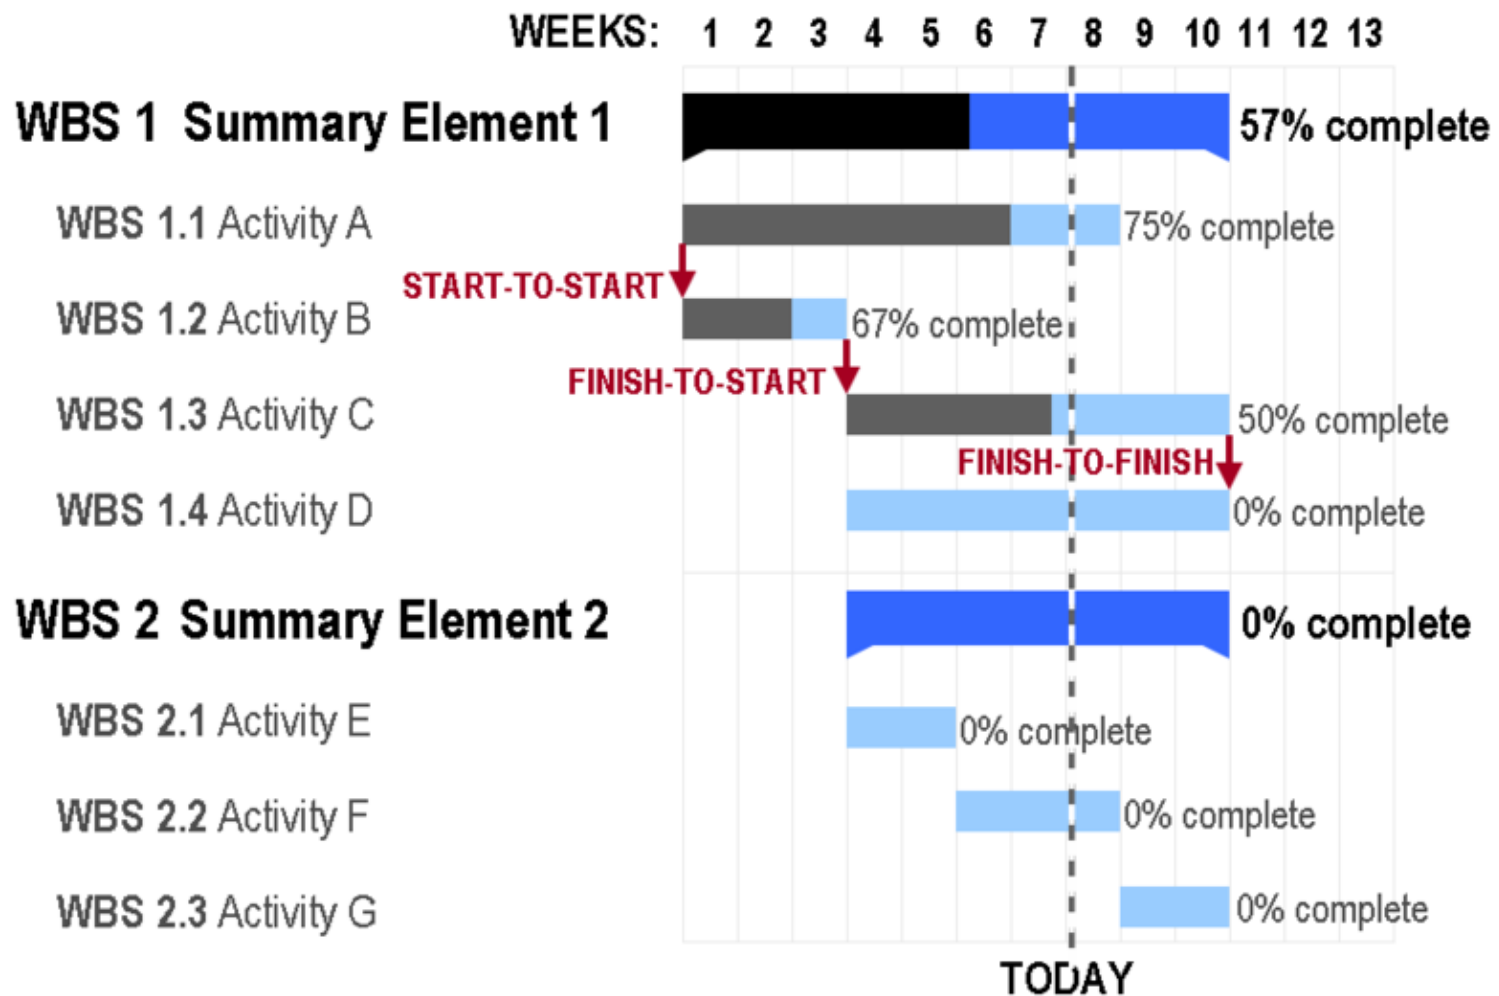 WEEKS: 1 2 3 4 5 6 7 8 9 10 11 12 13
WBS 1 Summary Element 1 57% complete
WBS 1.1 Activity A 75% complete
START-TO-START
WBS 1.2 Activity B 67% complete
FINISH-TO-START
WBS 1.3 Activity C 50% complete
FINISH-TO-FINISH
WBS 1.4 Activity D 0% complete
WBS 2 Summary Element 2 0% complete
WBS 2.1 Activity E 0% complete
WBS 2.2 Activity F 0% complete
WBS 2.3 Activity G 0% complete
TODAY